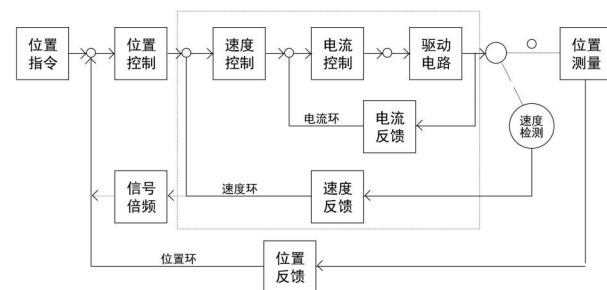 位置
指令
位置
控制
速度
控制
电流
控制
驱动
电路
位置
测量
电流环
电流
反馈
速度
检测
信号
倍频
速度环
速度
反馈
位置环
位置
反馈